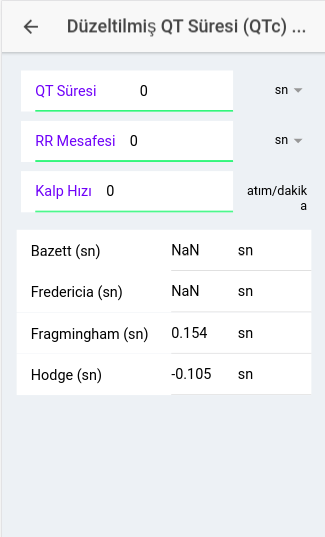 Düzeltilmiş QT Süresi (QTc) ...
QT Süresi 0 sn
RR Mesafesi 0 sn
Kalp Hızı 0 atım/dakik
a
Bazett (sn) NaN sn
Fredericia (sn) NaN sn
Fragmingham (sn) 0.154 sn
Hodge (sn) -0.105 sn